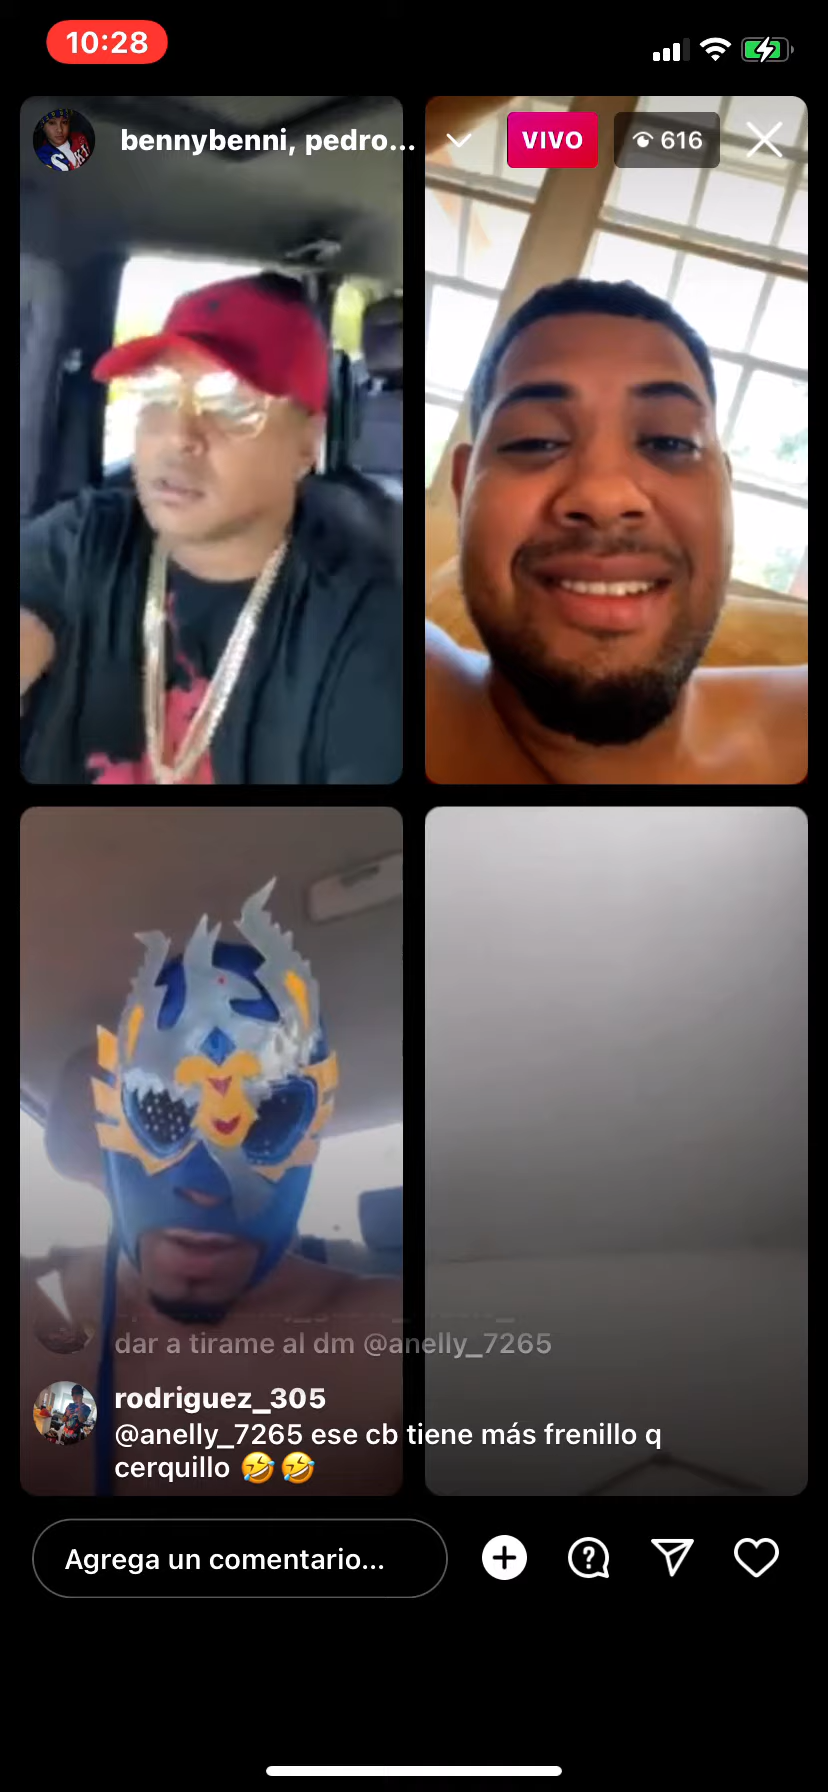 10:28
bennybenni, pedro...
VIVO
616
dar a tirame al dm @anelly_7265
rodriguez_305
@anelly_7265 ese cb tiene más frenillo q
cerquillo 🤣🤣
Agrega un comentario...